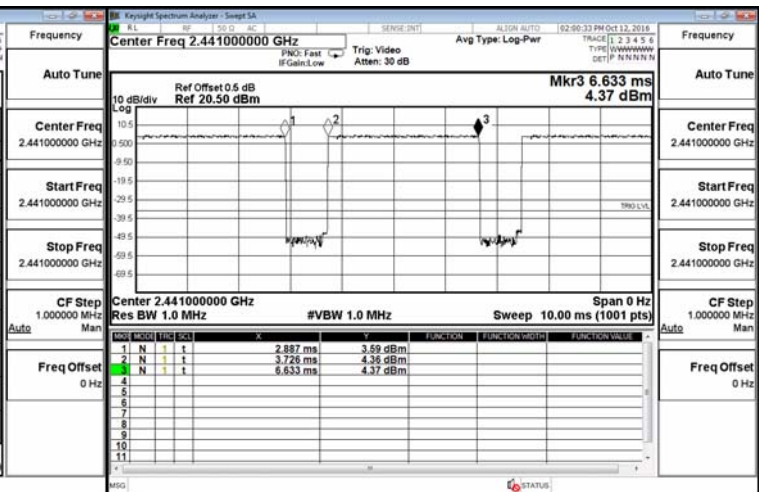 Frequency
Auto Tune
Center Freq
2.441000000 GHz
Start Freq
2.441000000 GHz
Stop Freq
2.441000000 GHz
CF Step
1.000000 MHz
Auto Man
Freq Offset
0 Hz
Keysight Spectrum Analyzer - Swept SA
RL RF 50 Ω AC SENSE:INT ALIGN AUTO 02:00:33 PM Oct 12, 2016
Center Freq 2.441000000 GHz
PNO: Fast
IFGain:Low
Trig: Video
Atten: 30 dB
Avg Type: Log-Pwr
TRACE 1 2 3 4 5 6
TYPE WWWWWW
DET P N N N N N
Ref Offset 0.5 dB
10 dB/div Ref 20.50 dBm
Log
Mkr3 6.633 ms
4.37 dBm
10.5
0.500
-9.50
-19.5
-29.5
-39.5
-49.5
-59.5
-69.5
1
2
3
TRIG LVL
Center 2.441000000 GHz Span 0 Hz
Res BW 1.0 MHz #VBW 1.0 MHz Sweep 10.00 ms (1001 pts)
MKR MODE TRC SCL X Y FUNCTION FUNCTION WIDTH FUNCTION VALUE
1 N 1 t 2.887 ms 3.59 dBm
2 N 1 t 3.726 ms 4.36 dBm
3 N 1 t 6.633 ms 4.37 dBm
4
5
6
7
8
9
10
11
MSG STATUS
Frequency
Auto Tune
Center Freq
2.441000000 GHz
Start Freq
2.441000000 GHz
Stop Freq
2.441000000 GHz
CF Step
1.000000 MHz
Auto Man
Freq Offset
0 Hz